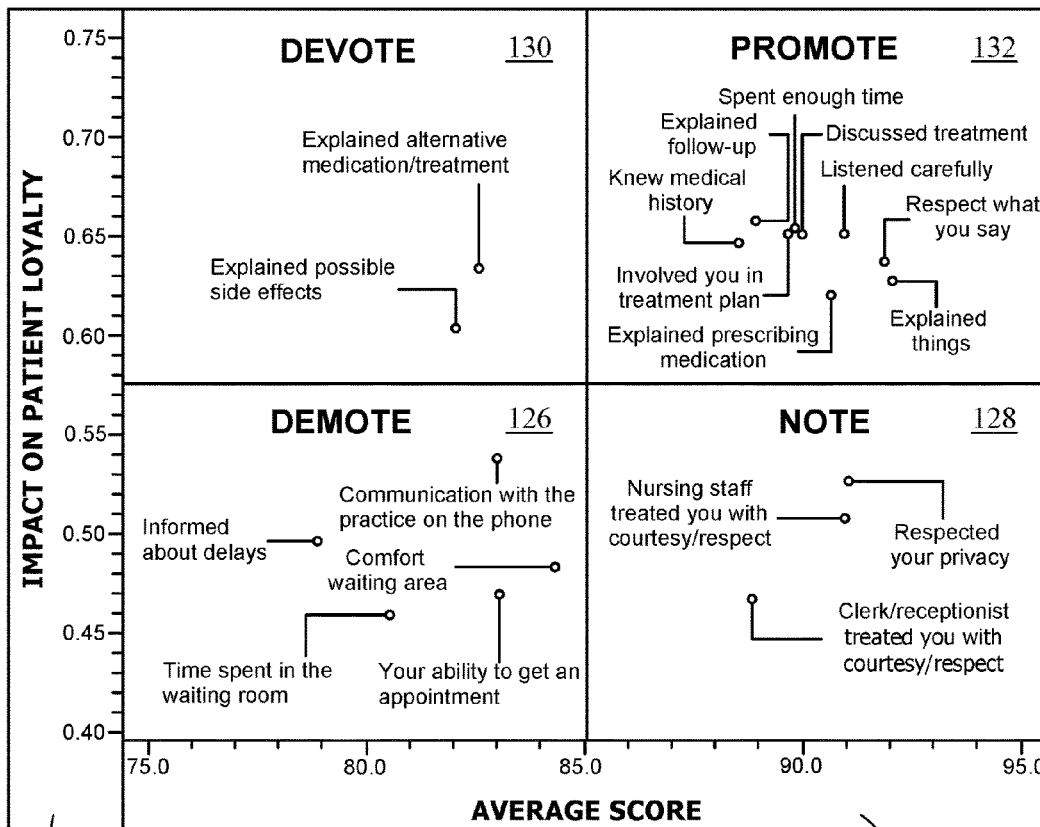 IMPACT ON PATIENT LOYALTY
0.75
0.70
0.65
0.60
0.55
0.50
0.45
0.40
DEVOTE 130
Explained alternative
medication/treatment
Explained possible
side effects
PROMOTE 132
Spent enough time
Explained
follow-up
Discussed treatment
Knew medical
history
Listened carefully
Respect what
you say
Involved you in
treatment plan
Explained prescribing
medication
Explained
things
DEMOTE 126
Communication with the
practice on the phone
Informed
about delays
Comfort
waiting area
Time spent in the
waiting room
Your ability to get an
appointment
NOTE 128
Nursing staff
treated you with
courtesy/respect
Respected
your privacy
Clerk/receptionist
treated you with
courtesy/respect
75.0 80.0 85.0 90.0 95.0
AVERAGE SCORE